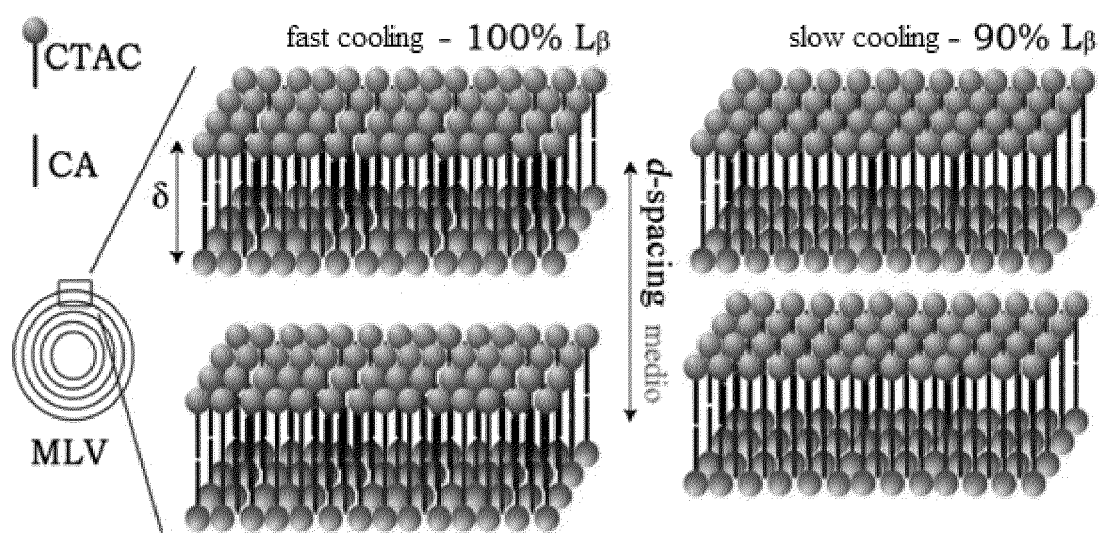 CTAC
CA
MLV
fast cooling - 100% Lβ
δ
d-spacing medio
slow cooling - 90% Lβ